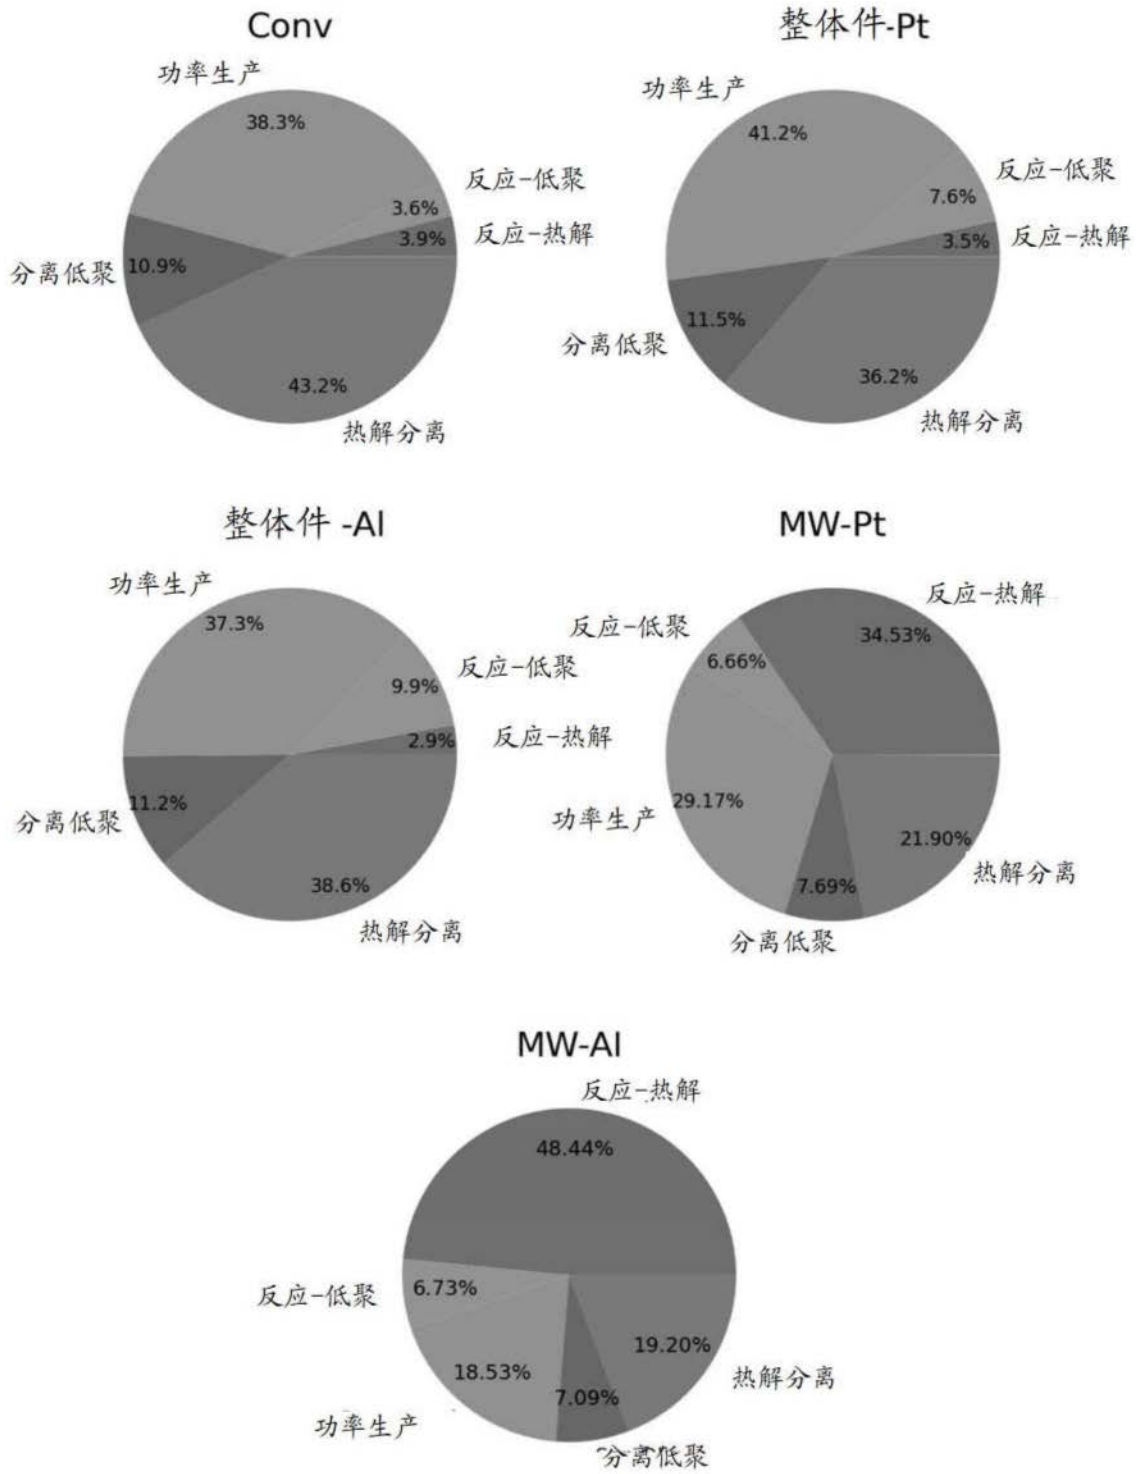 Conv
功率生产
38.3%
反应-低聚
3.6%
反应-热解
3.9%
分离低聚
10.9%
43.2%
热解分离
整体件-Pt
功率生产
41.2%
反应-低聚
7.6%
反应-热解
3.5%
11.5%
分离低聚
36.2%
热解分离
整体件 -Al
功率生产
37.3%
反应-低聚
9.9%
反应-热解
2.9%
11.2%
分离低聚
38.6%
热解分离
MW-Pt
反应-热解
34.53%
反应-低聚
6.66%
29.17%
功率生产
21.90%
热解分离
7.69%
分离低聚
MW-Al
反应-热解
48.44%
反应-低聚
6.73%
19.20%
热解分离
18.53%
功率生产
7.09%
分离低聚